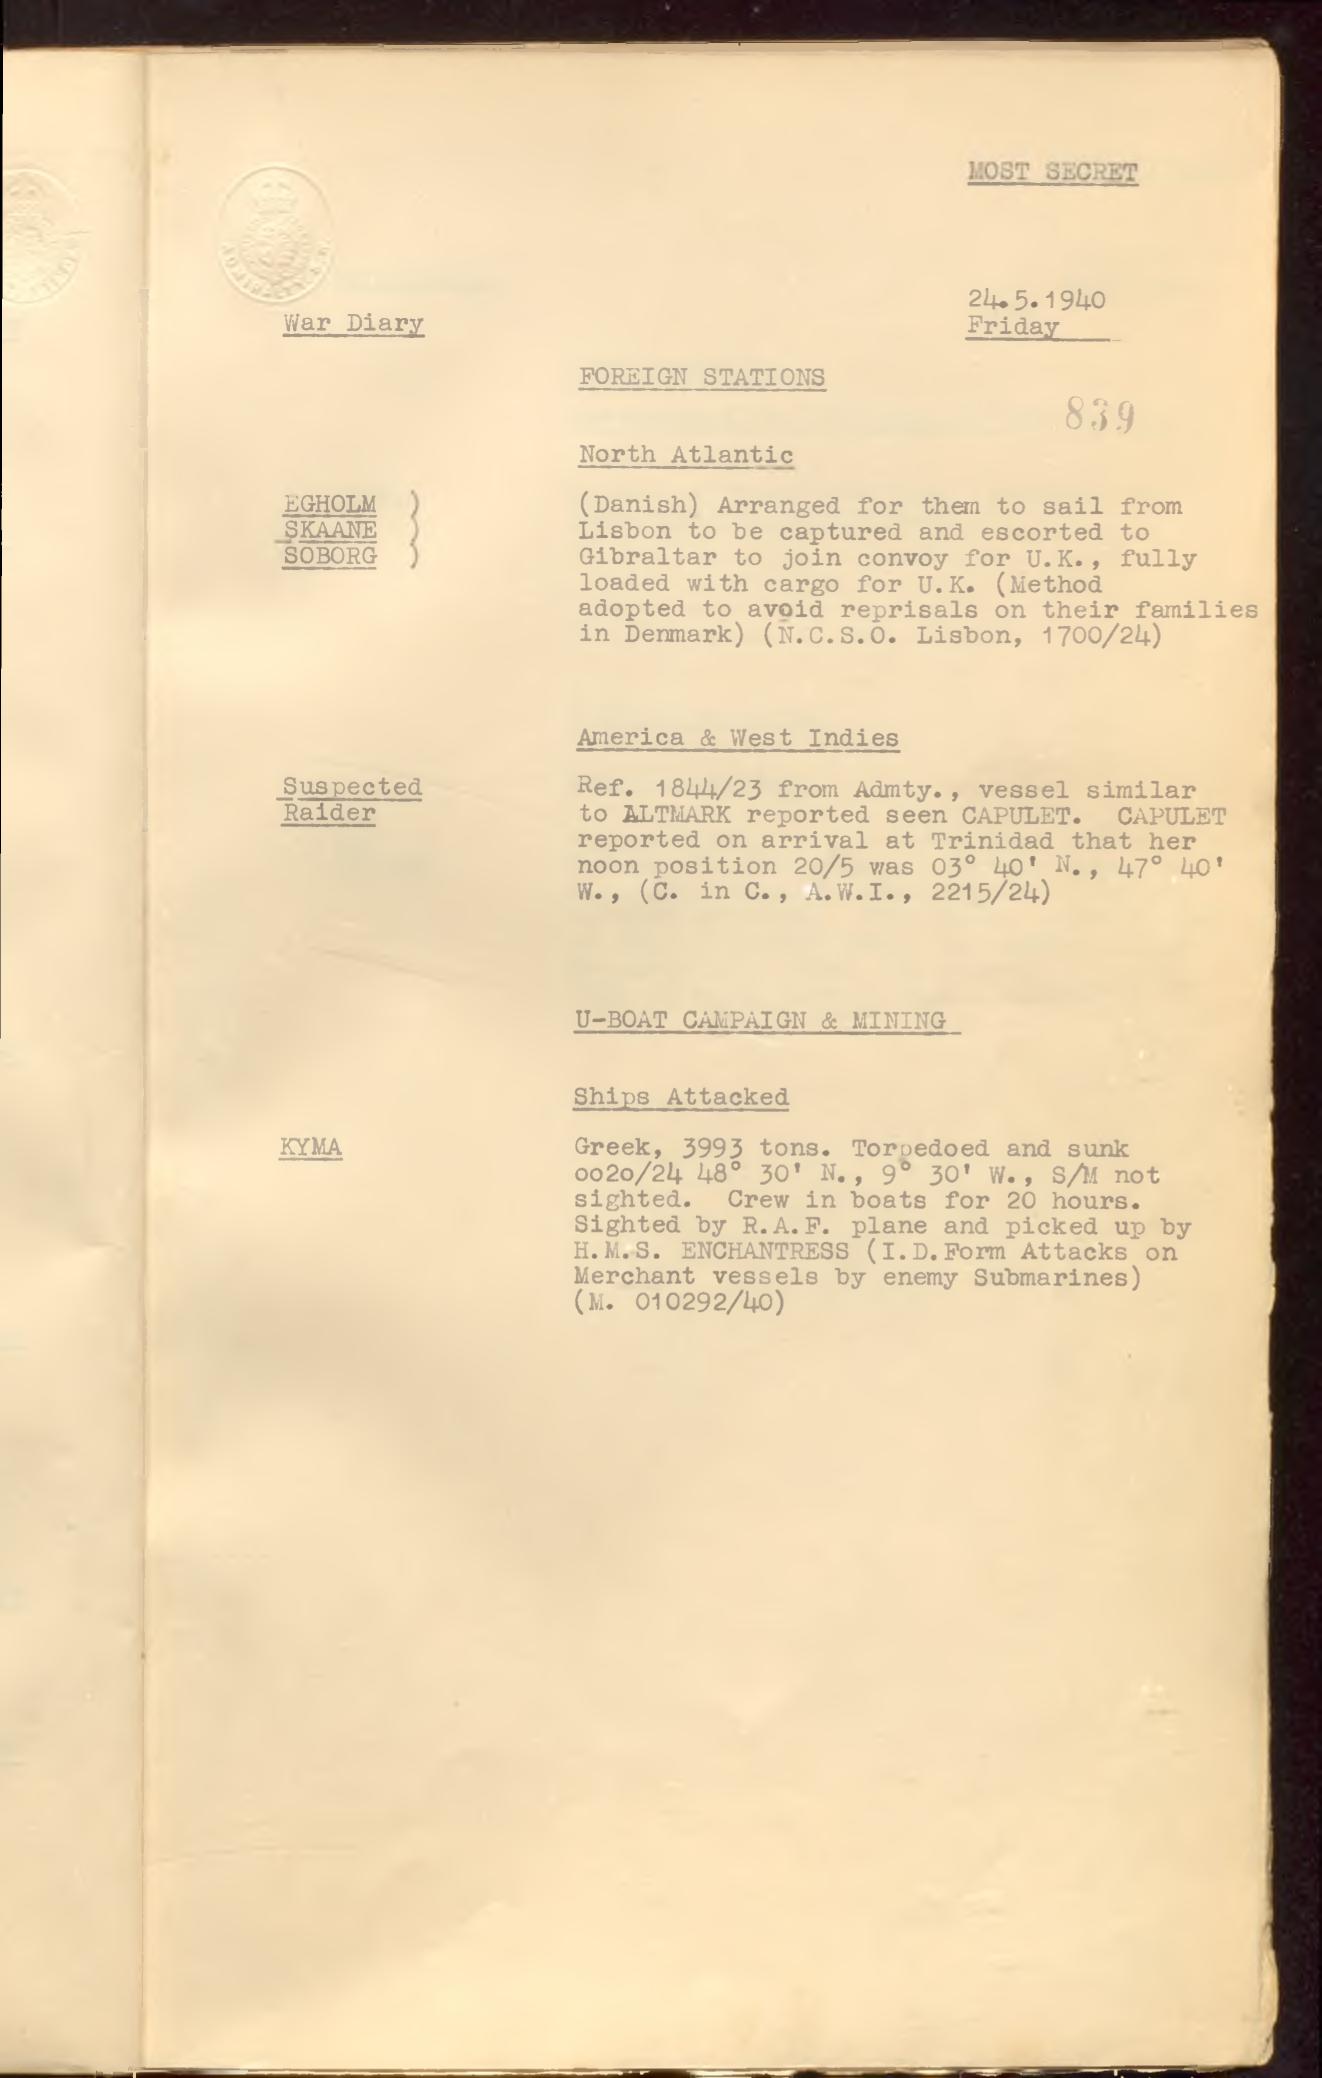 MOST SECRET
24.5.1940
War Diary
Friday
FOREIGN STATIONS
839
North Atlantic
EGHOLM )
SKAANE )
SOBORG )
(Danish) Arranged for them to sail from
Lisbon to be captured and escorted to
Gibraltar to join convoy for U.K., fully
loaded with cargo for U.K. (Method
adopted to avoid reprisals on their families
in Denmark) (N.C.S.O. Lisbon, 1700/24)
America & West Indies
Suspected
Raider
Ref. 1844/23 from Admty., vessel similar
to ALTMARK reported seen CAPULET. CAPULET
reported on arrival at Trinidad that her
noon position 20/5 was 03° 40' N., 47° 40'
W., (C. in C., A.W.I., 2215/24)
U-BOAT CAMPAIGN & MINING
Ships Attacked
KYMA
Greek, 3993 tons. Torpedoed and sunk
oo2o/24 48° 30' N., 9° 30' W., S/M not
sighted. Crew in boats for 20 hours.
Sighted by R.A.F. plane and picked up by
H.M.S. ENCHANTRESS (I.D.Form Attacks on
Merchant vessels by enemy Submarines)
(M. 010292/40)